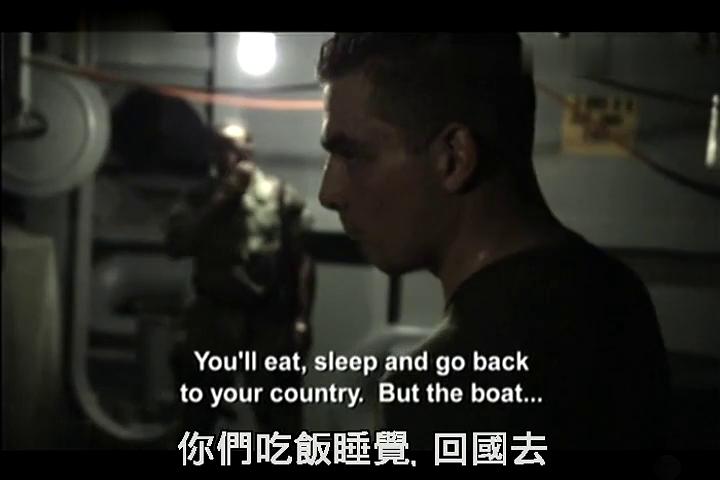 You'll eat, sleep and go back
to your country. But the boat...
你們吃飯睡覺, 回國去